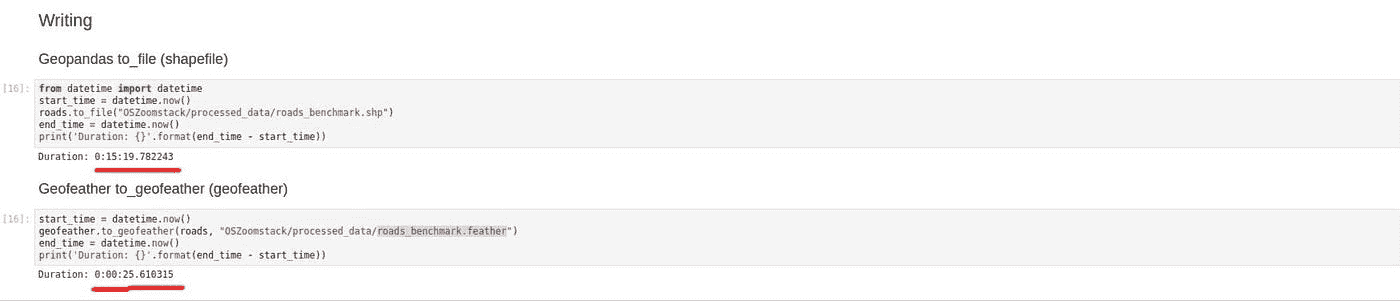 Writing
Geopandas to_file (shapefile)
[16]: from datetime import datetime
start_time = datetime.now()
roads.to_file("OSZoomstack/processed_data/roads_benchmark.shp")
end_time = datetime.now()
print('Duration: {}'.format(end_time - start_time))
Duration: 0:15:19.782243
Geofeather to_geofeather (geofeather)
[16]: start_time = datetime.now()
geofeather.to_geofeather(roads, "OSZoomstack/processed_data/roads_benchmark.feather")
end_time = datetime.now()
print('Duration: {}'.format(end_time - start_time))
Duration: 0:00:25.610315